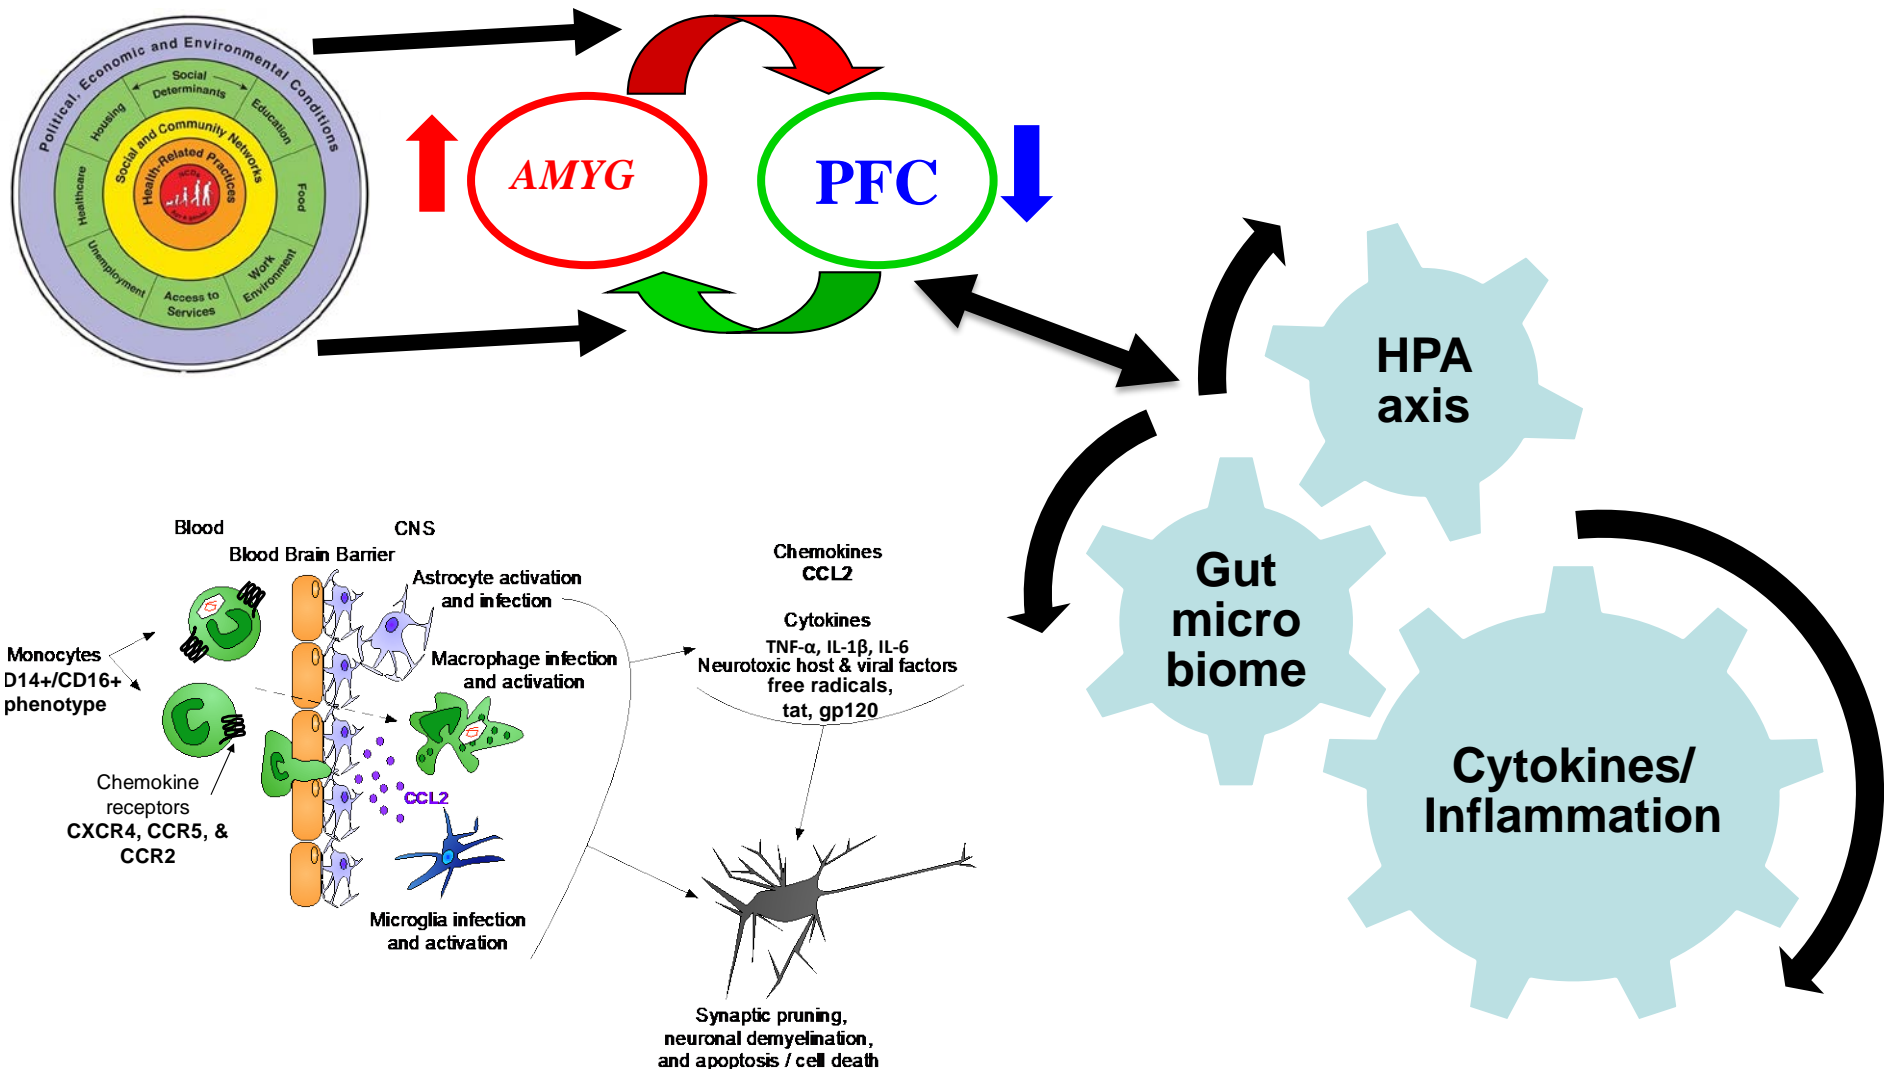 Political, Economic and Environmental Conditions
Social
Determinants
Housing
Education
Healthcare
Food
Unemployment
Work
Environment
Access to
Services
Social and Community Networks
Health-Related Practices
NCDs
Age & gender
AMYG
PFC
HPA
axis
Gut
micro
biome
Cytokines/
Inflammation
Blood
CNS
Blood Brain Barrier
Astrocyte activation
and infection
Monocytes
D14+/CD16+
phenotype
Macrophage infection
and activation
Chemokine
receptors
CXCR4, CCR5, &
CCR2
CCL2
Microglia infection
and activation
Chemokines
CCL2
Cytokines
TNF-α, IL-1β, IL-6
Neurotoxic host & viral factors
free radicals,
tat, gp120
Synaptic pruning,
neuronal demyelination,
and apoptosis / cell death